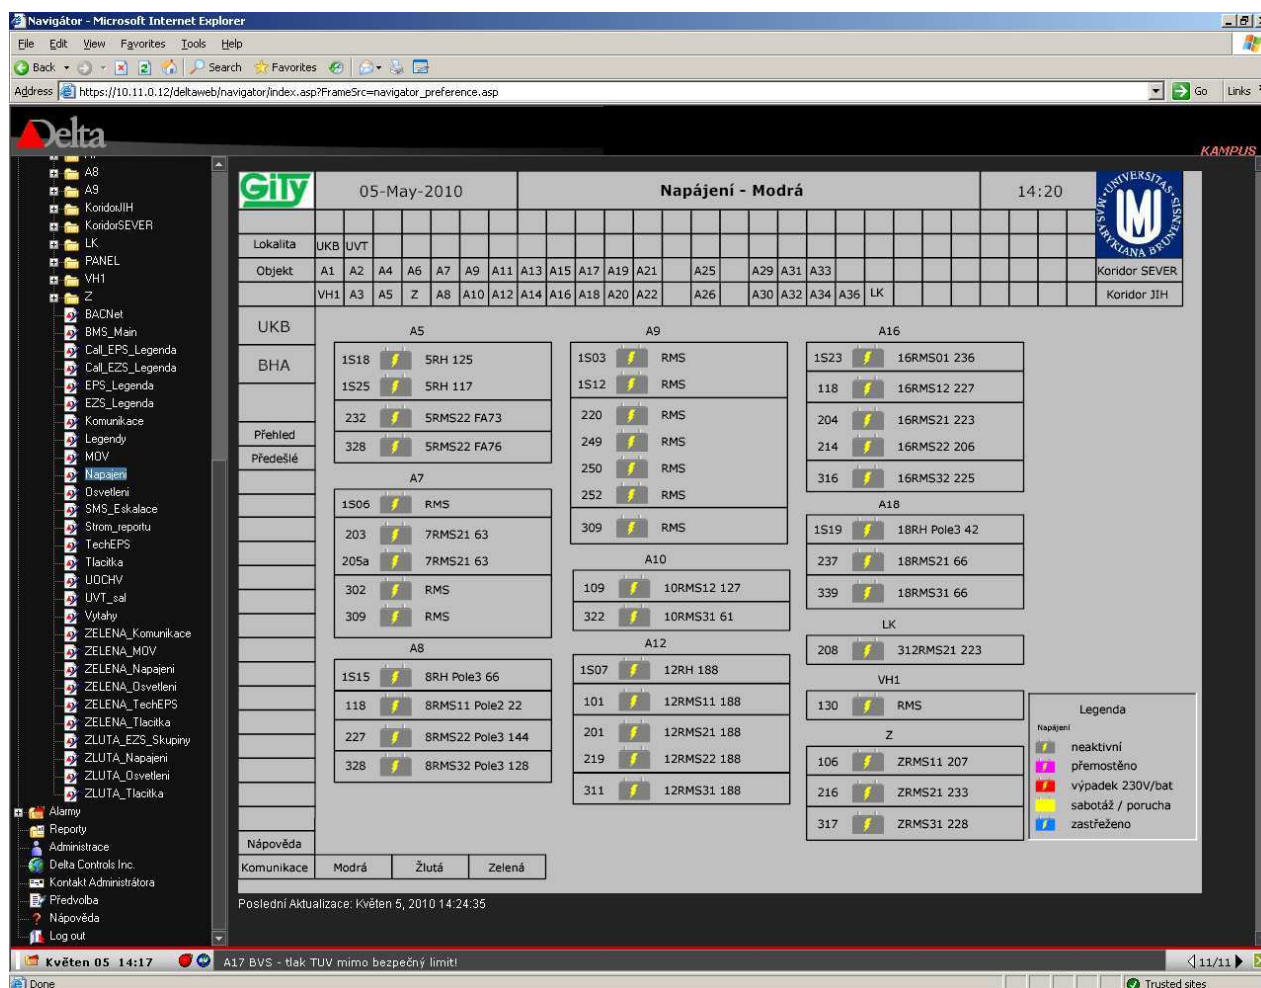 Navigátor - Microsoft Internet Explorer
File Edit View Favorites Tools Help
Back Search Favorites
Address https://10.11.0.12/deltaweb/navigator/index.asp?FrameSrc=navigator_preference.asp Go Links
Delta
KAMPUS
A8
A9
KoridorJIH
KoridorSEVER
LK
PANEL
VH1
Z
BACNet
BMS_Main
Call_EPS_Legenda
Call_EZS_Legenda
EPS_Legenda
EZS_Legenda
Komunikace
Legendy
MOV
Napajeni
Osvetleni
SMS_Eskalace
Strom_reportu
TechEPS
Tlacitka
UOCHV
UVT_sal
Vytahy
ZELENA_Komunikace
ZELENA_MOV
ZELENA_Napajeni
ZELENA_Osvetleni
ZELENA_TechEPS
ZELENA_Tlacitka
ZLUTA_EZS_Skupiny
ZLUTA_Napajeni
ZLUTA_Osvetleni
ZLUTA_Tlacitka
Alarmy
Reporty
Administrace
Delta Controls Inc.
Kontakt Administrátora
Předvolba
Nápověda
Log out
GiTy 05-May-2010 Napájení - Modrá 14:20
UNIVERSITAS MASARYKIANA BRUNENSIS
Lokalita UKB UVT
Objekt A1 A2 A4 A6 A7 A9 A11 A13 A15 A17 A19 A21 A25 A29 A31 A33 Koridor SEVER
VH1 A3 A5 Z A8 A10 A12 A14 A16 A18 A20 A22 A26 A30 A32 A34 A36 LK Koridor JIH
UKB
BHA
Přehled
Předešlé
Nápověda
A5
1S18 5RH 125
1S25 5RH 117
232 5RMS22 FA73
328 5RMS22 FA76
A7
1S06 RMS
203 7RMS21 63
205a 7RMS21 63
302 RMS
309 RMS
A8
1S15 8RH Pole3 66
118 8RMS11 Pole2 22
227 8RMS22 Pole3 144
328 8RMS32 Pole3 128
A9
1S03 RMS
1S12 RMS
220 RMS
249 RMS
250 RMS
252 RMS
309 RMS
A10
109 10RMS12 127
322 10RMS31 61
A12
1S07 12RH 188
101 12RMS11 188
201 12RMS21 188
219 12RMS22 188
311 12RMS31 188
A16
1S23 16RMS01 236
118 16RMS12 227
204 16RMS21 223
214 16RMS22 206
316 16RMS32 225
A18
1S19 18RH Pole3 42
237 18RMS21 66
339 18RMS31 66
LK
208 312RMS21 223
VH1
130 RMS
Z
106 ZRMS11 207
216 ZRMS21 233
317 ZRMS31 228
Legenda
Napájení
neaktivní
přemostěno
výpadek 230V/bat
sabotáž / porucha
zastřeženo
Komunikace Modrá Žlutá Zelená
Poslední Aktualizace: Květen 5, 2010 14:24:35
Květen 05 14:17 A17 BVS - tlak TUV mimo bezpečný limit! 11/11
Done Trusted sites